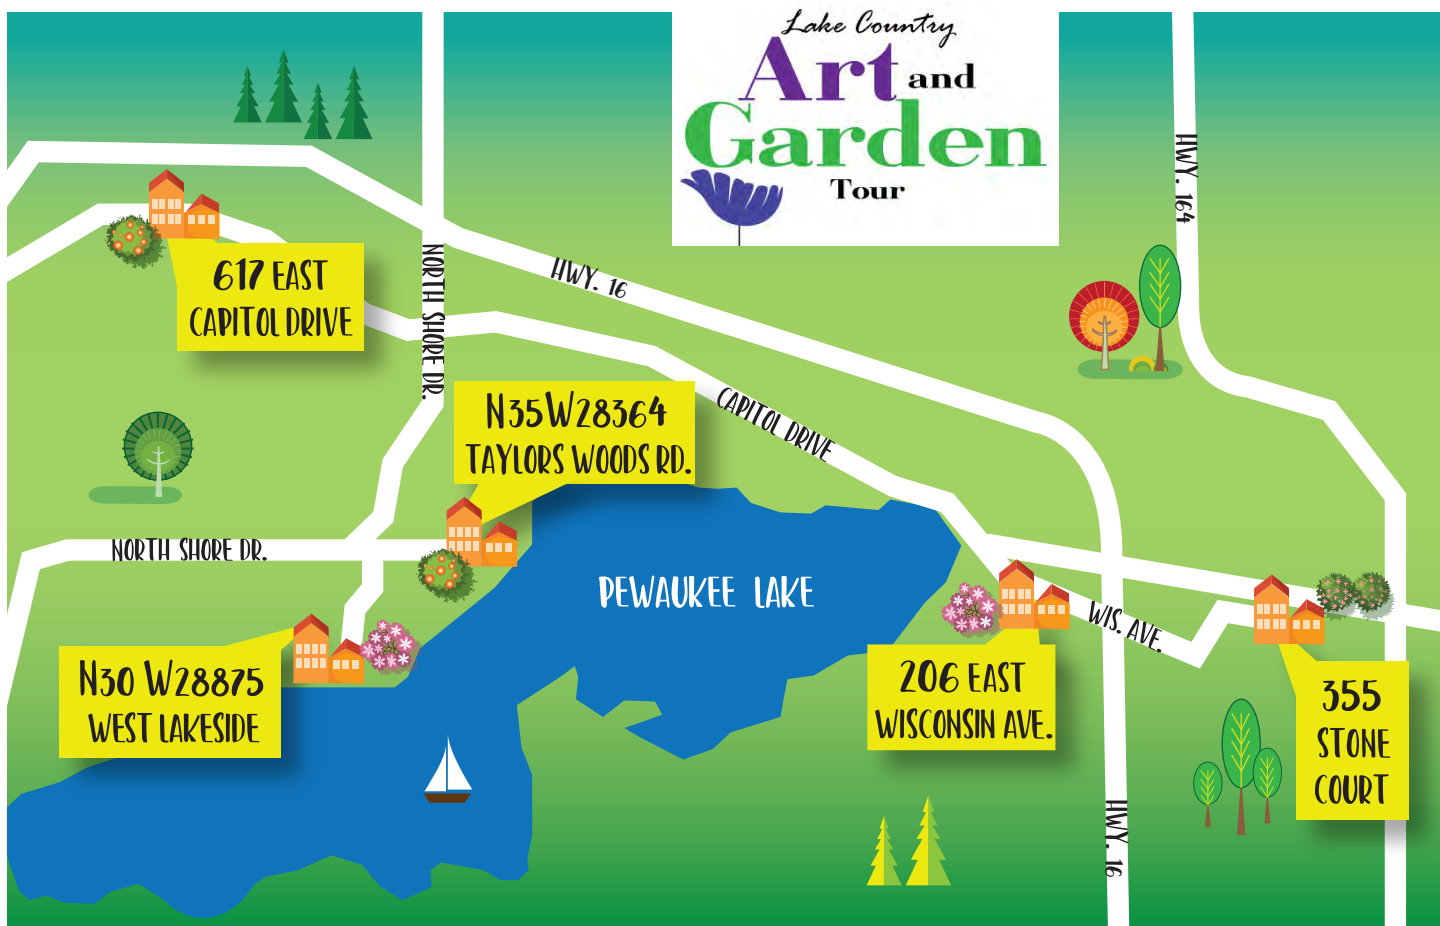 Lake Country
Art and
Garden
Tour
HWY. 164
617 EAST
CAPITOL DRIVE
NORTH SHORE DR.
HWY. 16
CAPITOL DRIVE
N35W28364
TAYLORS WOODS RD.
NORTH SHORE DR.
PEWAUKEE LAKE
WIS. AVE.
N30 W28875
WEST LAKESIDE
206 EAST
WISCONSIN AVE.
355
STONE
COURT
HWY. 16